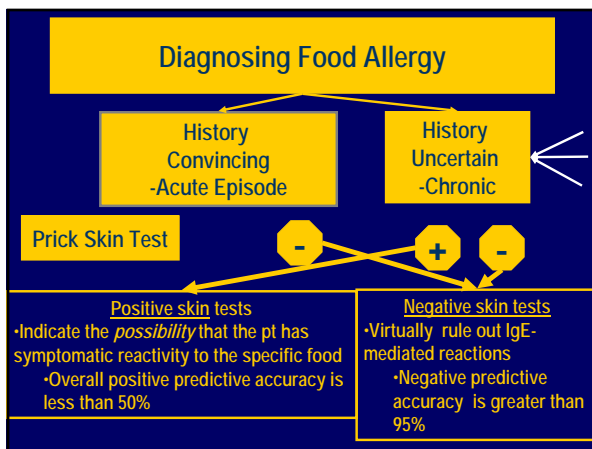 Diagnosing Food Allergy
History
Convincing
-Acute Episode
History
Uncertain
-Chronic
Prick Skin Test
-
+
-
Positive skin tests
•Indicate the possibility that the pt has
symptomatic reactivity to the specific food
•Overall positive predictive accuracy is
less than 50%
Negative skin tests
•Virtually rule out IgE-
mediated reactions
•Negative predictive
accuracy is greater than
95%